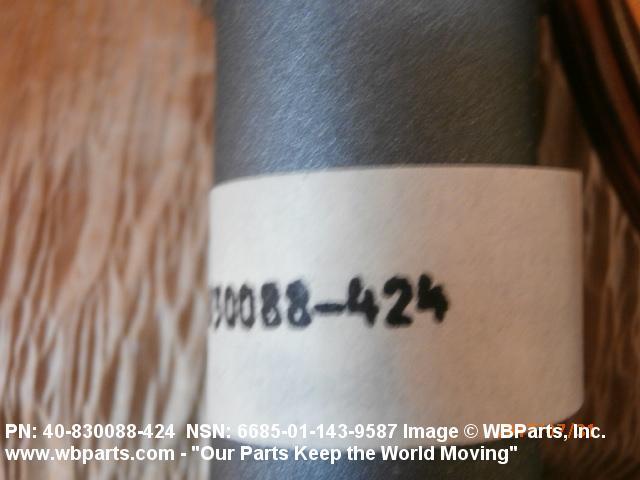 30088-424
PN: 40-830088-424 NSN: 6685-01-143-9587 Image © WBParts, Inc.
www.wbparts.com - "Our Parts Keep the World Moving"